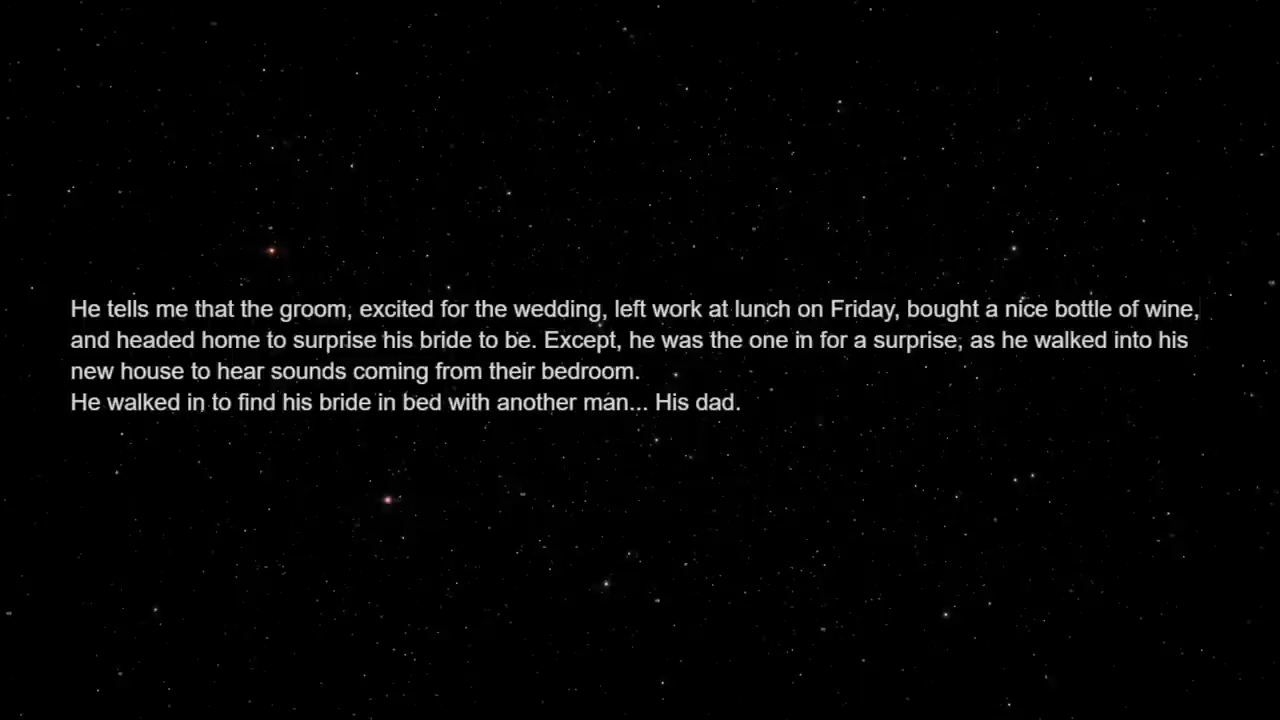 He tells me that the groom, excited for the wedding, left work at lunch on Friday, bought a nice bottle of wine,
and headed home to surprise his bride to be. Except, he was the one in for a surprise, as he walked into his
new house to hear sounds coming from their bedroom.
He walked in to find his bride in bed with another man... His dad.